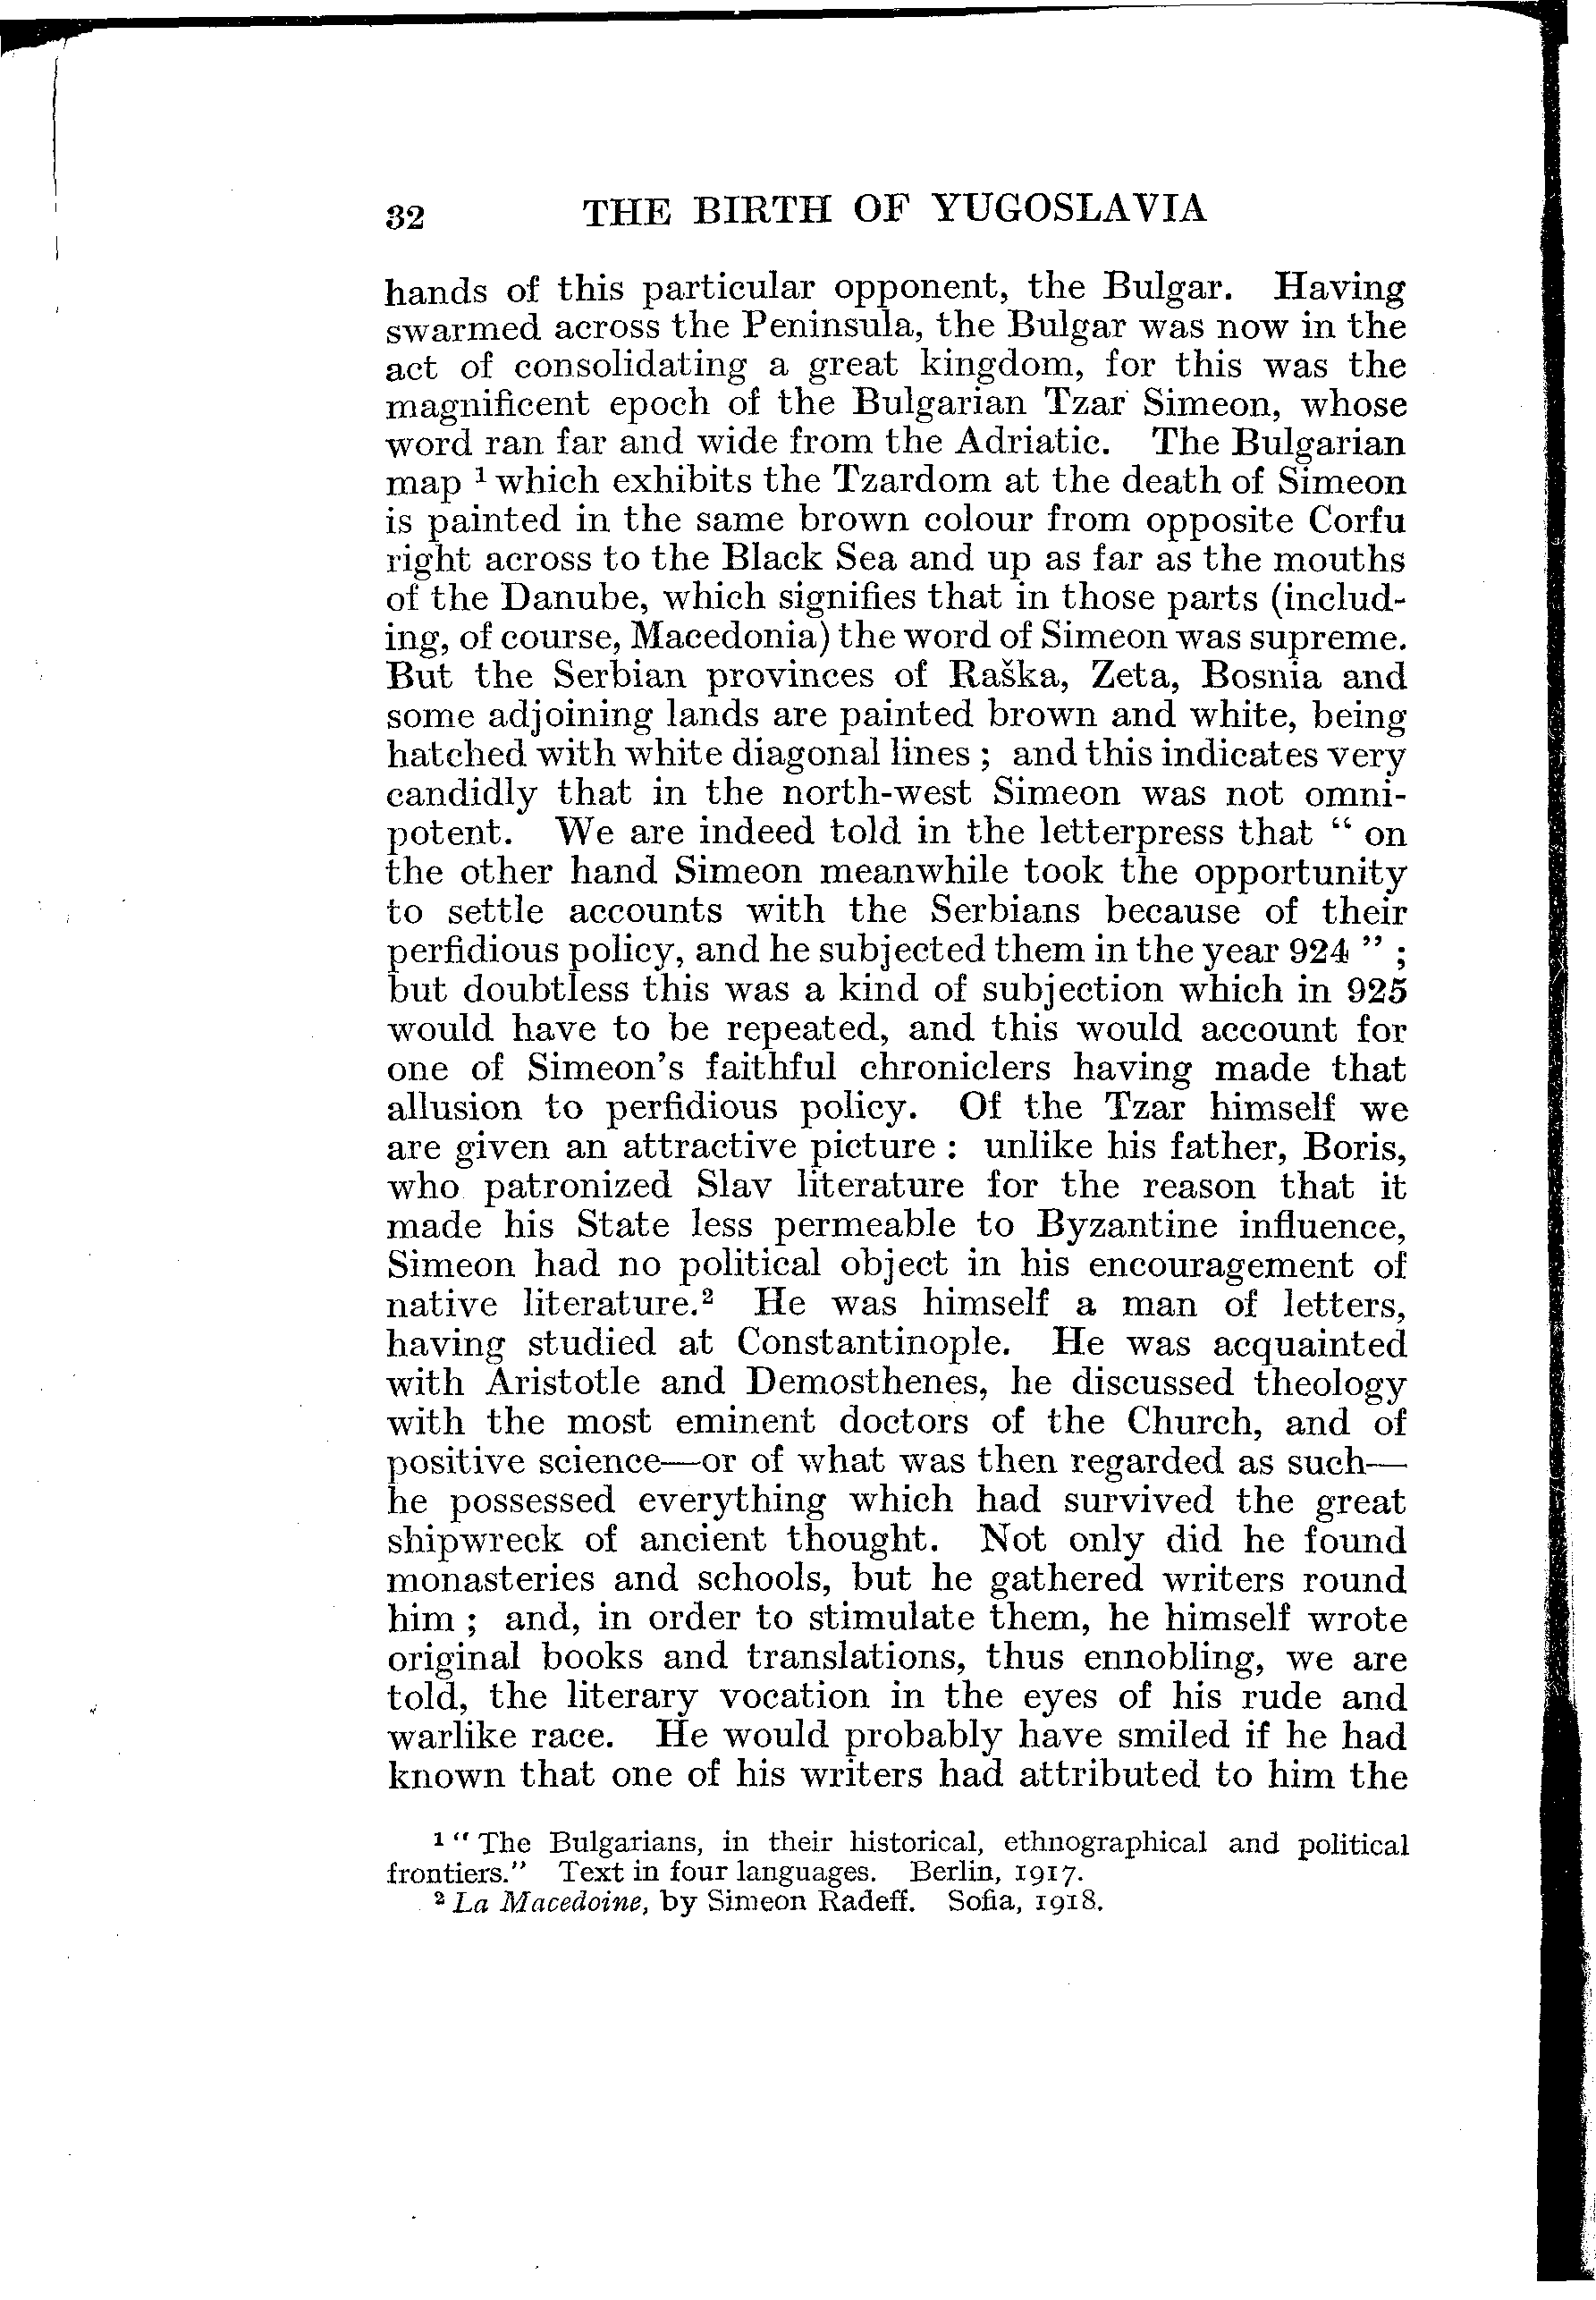 32 THE BIRTH OF YUGOSLAVIA
hands of this particular opponent, the Bulgar. Having
swarmed across the Peninsula, the Bulgar was now in the
act of consolidating a great kingdom, for this was the
magnificent epoch of the Bulgarian Tzar Simeon, whose
word ran far and wide from the Adriatic. The Bulgarian
map ¹ which exhibits the Tzardom at the death of Simeon
is painted in the same brown colour from opposite Corfu
right across to the Black Sea and up as far as the mouths
of the Danube, which signifies that in those parts (includ-
ing, of course, Macedonia) the word of Simeon was supreme.
But the Serbian provinces of Raška, Zeta, Bosnia and
some adjoining lands are painted brown and white, being
hatched with white diagonal lines ; and this indicates very
candidly that in the north-west Simeon was not omni-
potent. We are indeed told in the letterpress that “ on
the other hand Simeon meanwhile took the opportunity
to settle accounts with the Serbians because of their
perfidious policy, and he subjected them in the year 924 ” ;
but doubtless this was a kind of subjection which in 925
would have to be repeated, and this would account for
one of Simeon's faithful chroniclers having made that
allusion to perfidious policy. Of the Tzar himself we
are given an attractive picture : unlike his father, Boris,
who patronized Slav literature for the reason that it
made his State less permeable to Byzantine influence,
Simeon had no political object in his encouragement of
native literature.² He was himself a man of letters,
having studied at Constantinople. He was acquainted
with Aristotle and Demosthenes, he discussed theology
with the most eminent doctors of the Church, and of
positive science—or of what was then regarded as such—
he possessed everything which had survived the great
shipwreck of ancient thought. Not only did he found
monasteries and schools, but he gathered writers round
him ; and, in order to stimulate them, he himself wrote
original books and translations, thus ennobling, we are
told, the literary vocation in the eyes of his rude and
warlike race. He would probably have smiled if he had
known that one of his writers had attributed to him the
¹ “ The Bulgarians, in their historical, ethnographical and political
frontiers.” Text in four languages. Berlin, 1917.
² La Macedoine, by Simeon Radeff. Sofia, 1918.